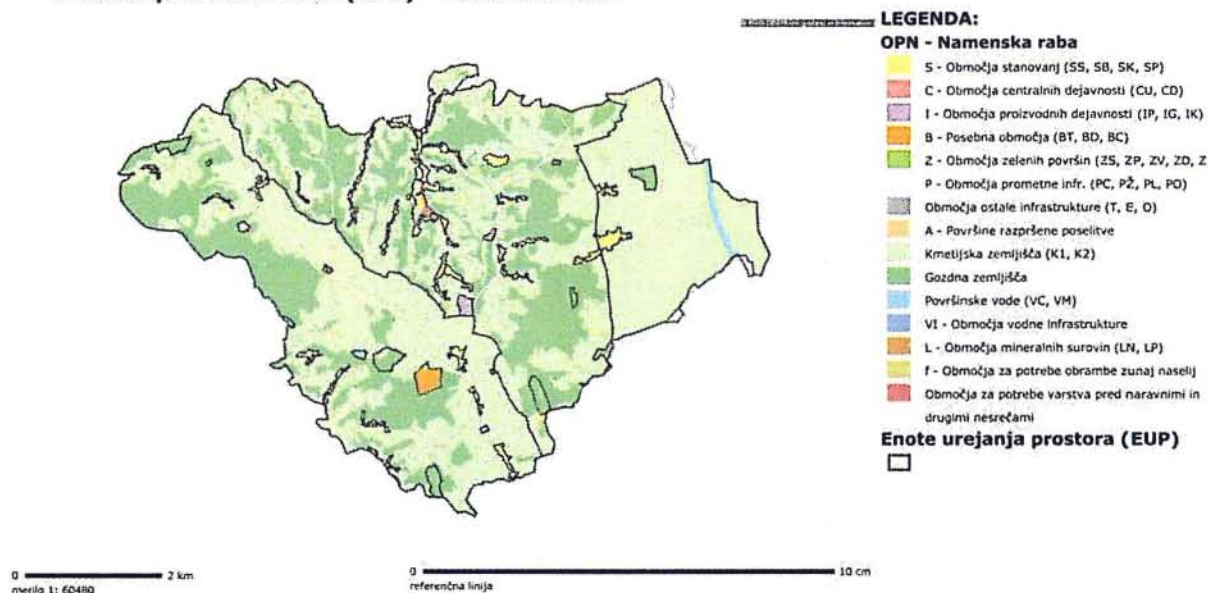 LEGENDA:
OPN - Namenska raba
S - Območja stanovanj (SS, SB, SK, SP)
C - Območja centralnih dejavnosti (CU, CD)
I - Območja proizvodnih dejavnosti (IP, IG, IK)
B - Posebna območja (BT, BD, BC)
Z - Območja zelenih površin (ZS, ZP, ZV, ZD, Z
P - Območja prometne infr. (PC, PŽ, PL, PO)
Območja ostale infrastrukture (T, E, O)
A - Površine razpršene poselitve
Kmetijska zemljišča (K1, K2)
Gozdna zemljišča
Površinske vode (VC, VM)
VI - Območja vodne infrastrukture
L - Območja mineralnih surovin (LN, LP)
f - Območja za potrebe obrambe zunaj naselij
Območja za potrebe varstva pred naravnimi in
drugimi nesrečami
Enote urejanja prostora (EUP)
0 2 km
merilo 1: 60480
0 10 cm
referenčna linija